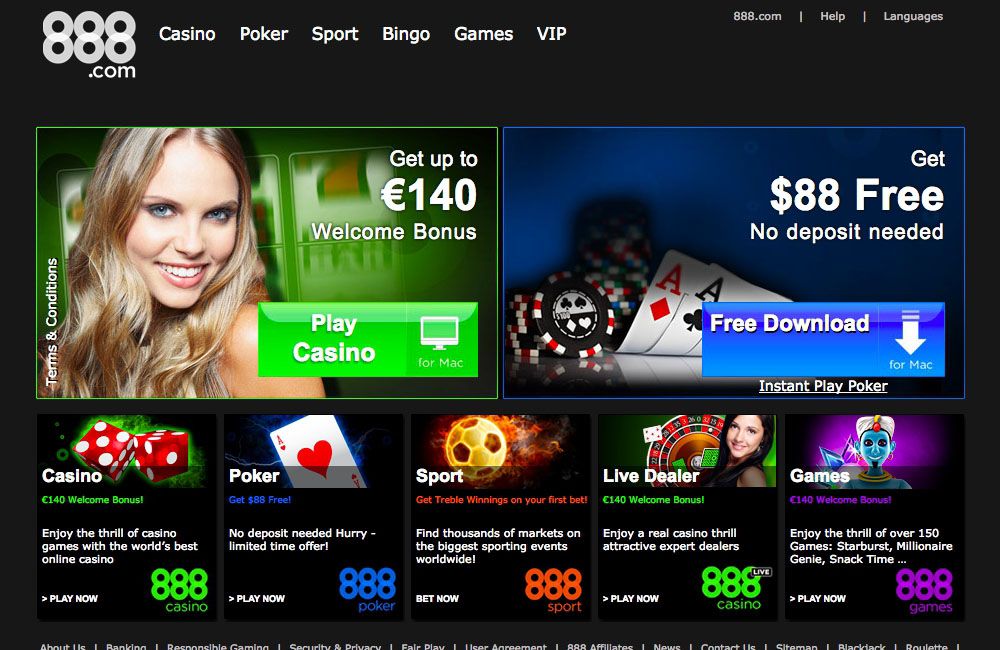 888.com | Help | Languages
888
.com
Casino Poker Sport Bingo Games VIP
Get up to
€140
Welcome Bonus
Play
Casino
for Mac
Terms & Conditions
Get
$88 Free
No deposit needed
$100
A
A
Free Download
for Mac
Instant Play Poker
Casino
€140 Welcome Bonus!
Enjoy the thrill of casino
games with the world's best
online casino
> PLAY NOW
888
casino
A
Poker
Get $88 Free!
No deposit needed Hurry -
limited time offer!
> PLAY NOW
888
poker
Sport
Get Treble Winnings on your first bet!
Find thousands of markets on
the biggest sporting events
worldwide!
BET NOW
888
sport
Live Dealer
€140 Welcome Bonus!
Enjoy a real casino thrill
attractive expert dealers
> PLAY NOW
888
LIVE
casino
Games
€140 Welcome Bonus!
Enjoy the thrill of over 150
Games: Starburst, Millionaire
Genie, Snack Time ...
> PLAY NOW
888
games
About Us | Banking | Responsible Gaming | Security & Privacy | Fair Play | User Agreement | 888 Affiliates | News | Contact Us | Sitemap | Blackjack | Roulette |